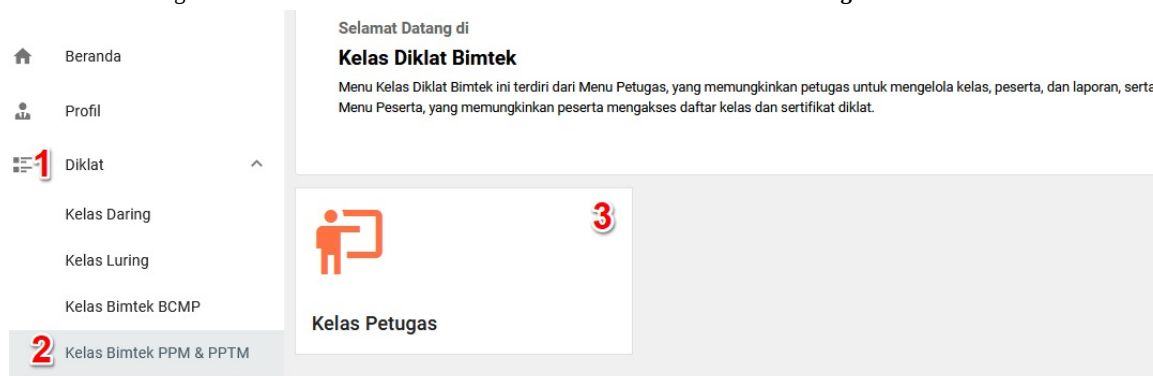 Selamat Datang di
Kelas Diklat Bimtek
Menu Kelas Diklat Bimtek ini terdiri dari Menu Petugas, yang memungkinkan petugas untuk mengelola kelas, peserta, dan laporan, serta
Menu Peserta, yang memungkinkan peserta mengakses daftar kelas dan sertifikat diklat.
Beranda
Profil
1 Diklat
Kelas Daring
Kelas Luring
Kelas Bimtek BCMP
2 Kelas Bimtek PPM & PPTM
3
Kelas Petugas